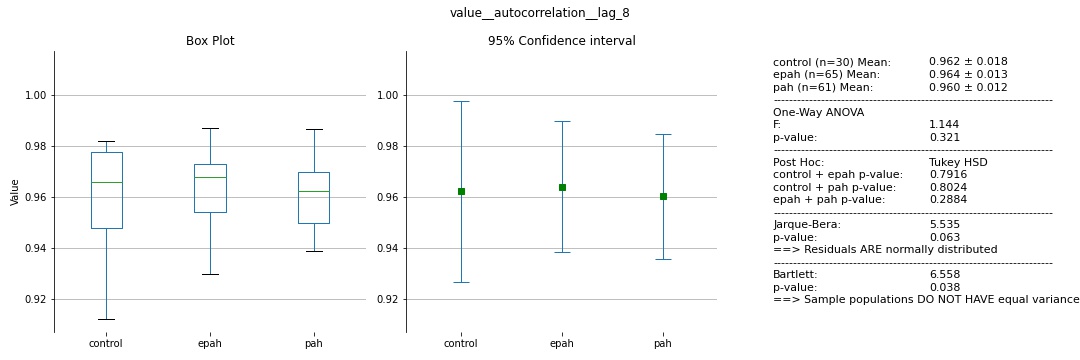 value__autocorrelation__lag_8
Box Plot
Value
1.00
0.98
0.96
0.94
0.92
control epah pah
95% Confidence interval
1.00
0.98
0.96
0.94
0.92
control epah pah
control (n=30) Mean: 0.962 ± 0.018
epah (n=65) Mean: 0.964 ± 0.013
pah (n=61) Mean: 0.960 ± 0.012
One-Way ANOVA
F: 1.144
p-value: 0.321
Post Hoc: Tukey HSD
control + epah p-value: 0.7916
control + pah p-value: 0.8024
epah + pah p-value: 0.2884
Jarque-Bera: 5.535
p-value: 0.063
==> Residuals ARE normally distributed
Bartlett: 6.558
p-value: 0.038
==> Sample populations DO NOT HAVE equal variance